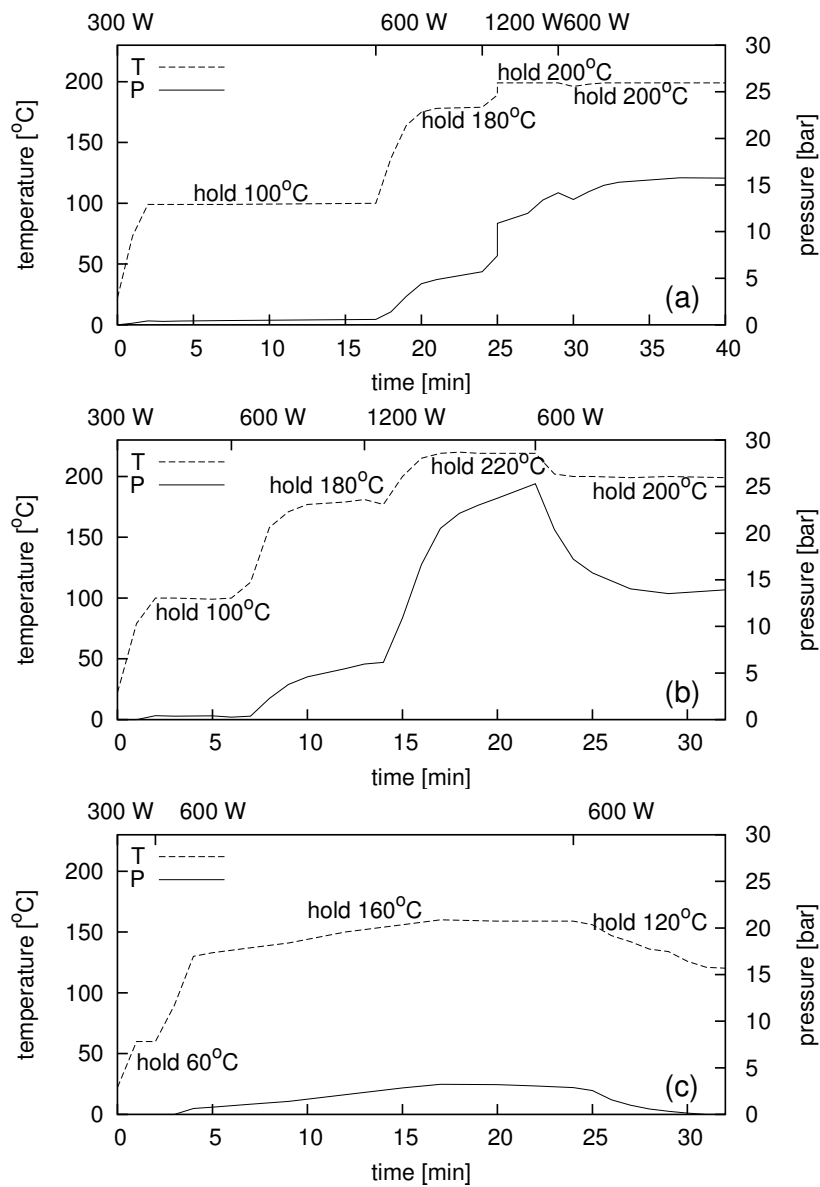 300 W 600 W 1200 W 600 W
T
P
hold 100°C
hold 180°C
hold 200°C
hold 200°C
temperature [°C]
200
150
100
50
0
pressure [bar]
30
25
20
15
10
5
0
(a)
0 5 10 15 20 25 30 35 40
time [min]
300 W 600 W 1200 W 600 W
T
P
hold 100°C
hold 180°C
hold 220°C
hold 200°C
temperature [°C]
200
150
100
50
0
pressure [bar]
30
25
20
15
10
5
0
(b)
0 5 10 15 20 25 30
time [min]
300 W 600 W 600 W
T
P
hold 60°C
hold 160°C
hold 120°C
temperature [°C]
200
150
100
50
0
pressure [bar]
30
25
20
15
10
5
0
(c)
0 5 10 15 20 25 30
time [min]